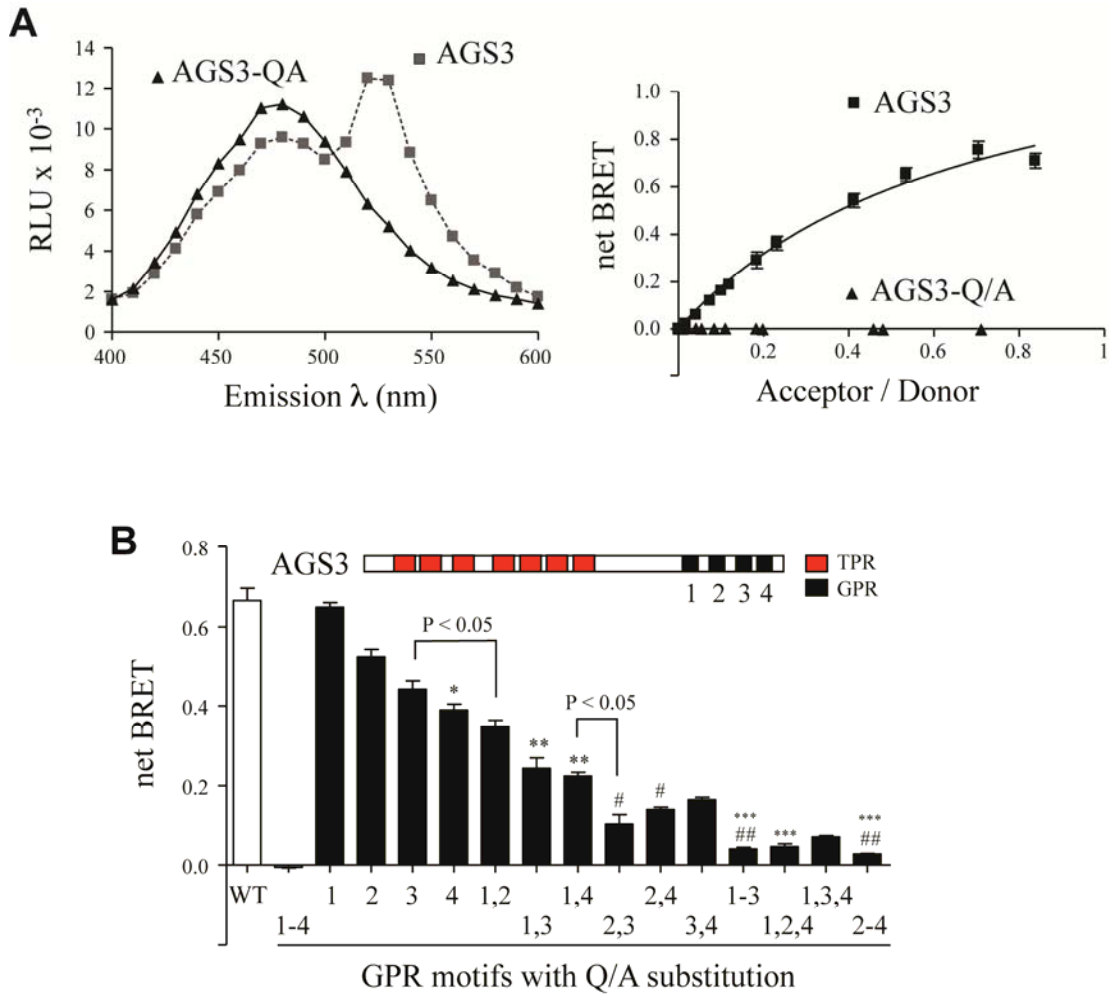 A
14
12
10
8
6
4
2
0
RLU x 10-3
AGS3-QA
AGS3
400
450
500
550
600
Emission λ (nm)
1.0
0.8
0.6
0.4
0.2
0.0
net BRET
AGS3
AGS3-Q/A
0.2
0.4
0.6
0.8
1
Acceptor / Donor
B
0.8
0.6
0.4
0.2
0.0
net BRET
AGS3
TPR
GPR
1 2 3 4
P < 0.05
P < 0.05
*
**
**
#
#
***
##
***
***
##
WT 1 2 3 4 1,2 1,4 2,4 1-3 1,3,4
1-4 1,3 2,3 3,4 1,2,4 2-4
GPR motifs with Q/A substitution